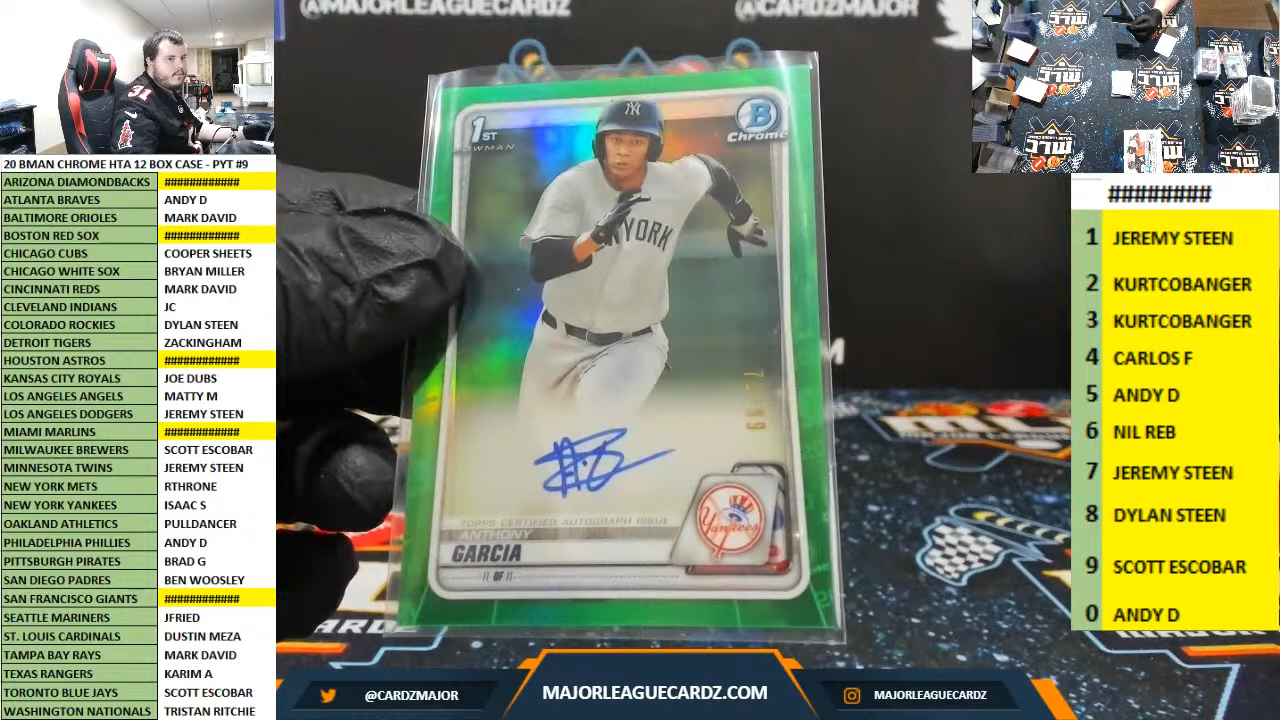 @MAJORLEAGUECARDZ
@CARDZMAJOR
20 BMAN CHROME HTA 12 BOX CASE - PYT #9
ARIZONA DIAMONDBACKS ############
ATLANTA BRAVES ANDY D
BALTIMORE ORIOLES MARK DAVID
BOSTON RED SOX ############
CHICAGO CUBS COOPER SHEETS
CHICAGO WHITE SOX BRYAN MILLER
CINCINNATI REDS MARK DAVID
CLEVELAND INDIANS JC
COLORADO ROCKIES DYLAN STEEN
DETROIT TIGERS ZACKINGHAM
HOUSTON ASTROS ############
KANSAS CITY ROYALS JOE DUBS
LOS ANGELES ANGELS MATTY M
LOS ANGELES DODGERS JEREMY STEEN
MIAMI MARLINS ############
MILWAUKEE BREWERS SCOTT ESCOBAR
MINNESOTA TWINS JEREMY STEEN
NEW YORK METS RTHRONE
NEW YORK YANKEES ISAAC S
OAKLAND ATHLETICS PULLDANCER
PHILADELPHIA PHILLIES ANDY D
PITTSBURGH PIRATES BRAD G
SAN DIEGO PADRES BEN WOOSLEY
SAN FRANCISCO GIANTS ############
SEATTLE MARINERS JFRIED
ST. LOUIS CARDINALS DUSTIN MEZA
TAMPA BAY RAYS MARK DAVID
TEXAS RANGERS KARIM A
TORONTO BLUE JAYS SCOTT ESCOBAR
WASHINGTON NATIONALS TRISTAN RITCHIE
1ST
BOWMAN
B
Chrome
NY
YORK
TOPPS CERTIFIED AUTOGRAPH ISSUE
ANTHONY
GARCIA
Yankees
########
1 JEREMY STEEN
2 KURTCOBANGER
3 KURTCOBANGER
4 CARLOS F
5 ANDY D
6 NIL REB
7 JEREMY STEEN
8 DYLAN STEEN
9 SCOTT ESCOBAR
0 ANDY D
@CARDZMAJOR
MAJORLEAGUECARDZ.COM
MAJORLEAGUECARDZ